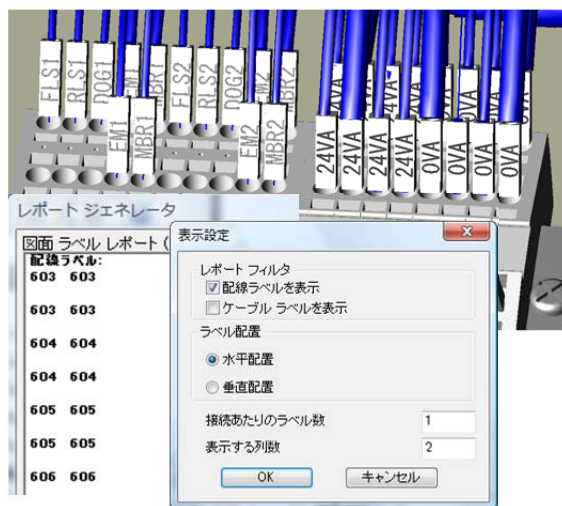 FLS1
RLS1
DOG1
EM1
MBR1
FLS2
RLS2
DOG2
EM2
MBR2
EM1
MBR1
EM2
MBR2
24VA
0VA
24VA
24VA
24VA
24VA
0VA
0VA
0VA
0VA
レポート ジェネレータ
図面 ラベル レポート (
配線ラベル:
603 603
603 603
604 604
604 604
605 605
605 605
606 606
表示設定
レポート フィルタ
配線ラベルを表示
ケーブル ラベルを表示
ラベル配置
水平配置
垂直配置
接続あたりのラベル数 1
表示する列数 2
OK キャンセル